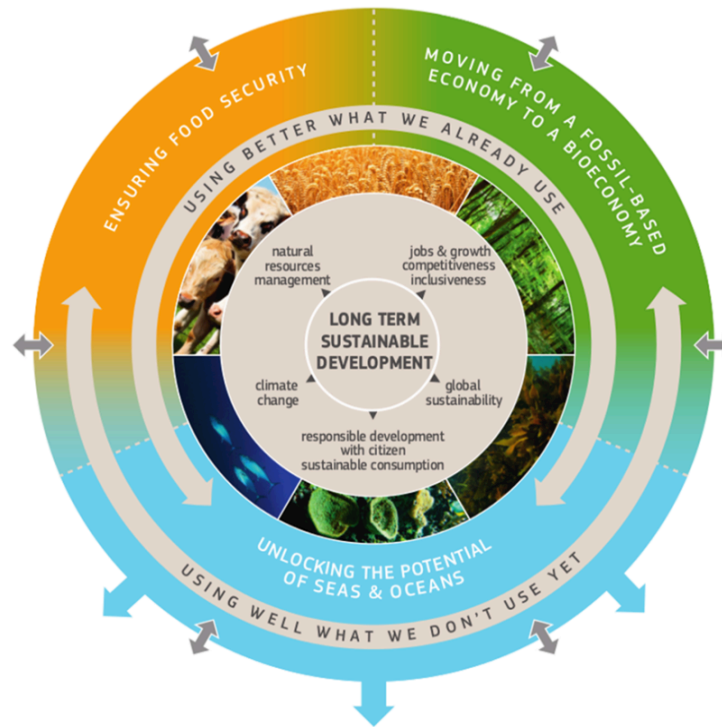 ENSURING FOOD SECURITY
MOVING FROM A FOSSIL-BASED
ECONOMY TO A BIOECONOMY
USING BETTER WHAT WE ALREADY USE
natural
resources
management
jobs & growth
competitiveness
inclusiveness
LONG TERM
SUSTAINABLE
DEVELOPMENT
climate
change
global
sustainability
responsible development
with citizen
sustainable consumption
UNLOCKING THE POTENTIAL
OF SEAS & OCEANS
USING WELL WHAT WE DON'T USE YET